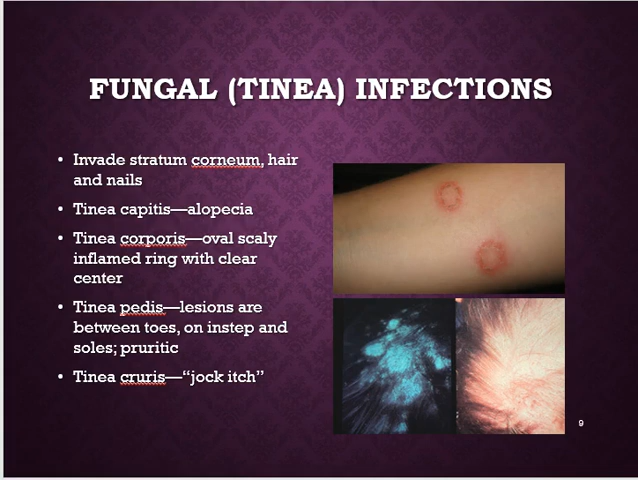 FUNGAL (TINEA) INFECTIONS
• Invade stratum corneum, hair
and nails
• Tinea capitis—alopecia
• Tinea corporis—oval scaly
inflamed ring with clear
center
• Tinea pedis—lesions are
between toes, on instep and
soles; pruritic
• Tinea cruris—“jock itch”
9